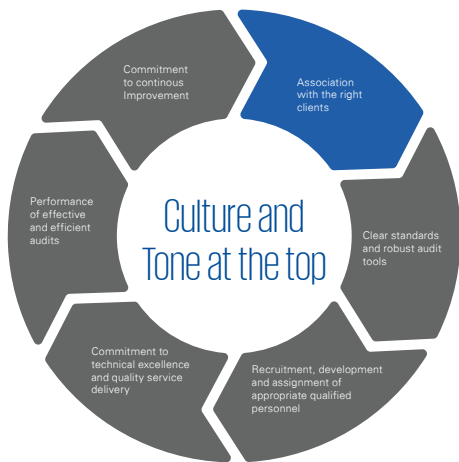 Commitment
to continous
Improvement
Association
with the right
clients
Performance
of effective
and efficient
audits
Culture and
Tone at the top
Clear standards
and robust audit
tools
Commitment to
technical excellence
and quality service
delivery
Recruitment, development
and assignment of
appropriate qualified
personnel